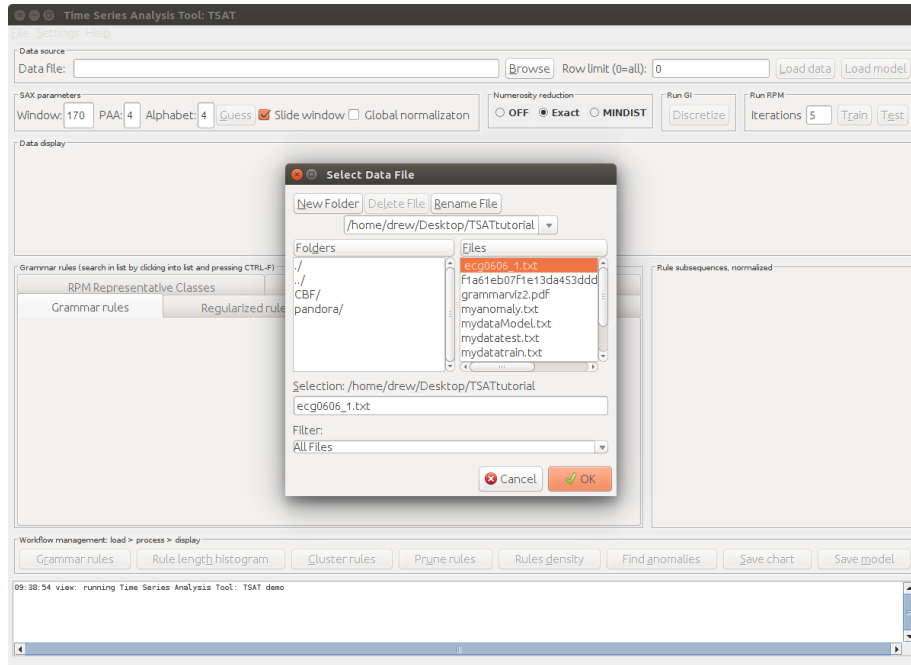 Time Series Analysis Tool: TSAT
File Settings Help
Data source
Data file: Browse Row limit (0=all): 0 Load data Load model
SAX parameters Numerosity reduction Run GI Run RPM
Window: 170 PAA: 4 Alphabet: 4 Guess Slide window Global normalizaton OFF Exact MINDIST Discretize Iterations 5 Train Test
Data display
Select Data File
New Folder Delete File Rename File
/home/drew/Desktop/TSATtutorial
Folders Files
./ ecg0606_1.txt
../ f1a61eb07f1e13da453ddd
CBF/ grammarviz2.pdf
pandora/ myanomaly.txt
mydataModel.txt
mydatatest.txt
mydatatrain.txt
Selection: /home/drew/Desktop/TSATtutorial
ecg0606_1.txt
Filter:
All Files
Cancel OK
Grammar rules (search in list by clicking into list and pressing CTRL-F) Rule subsequences, normalized
RPM Representative Classes
Grammar rules Regularized rule
Workflow management: load > process > display
Grammar rules Rule length histogram Cluster rules Prune rules Rules density Find anomalies Save chart Save model
09:38:54 view: running Time Series Analysis Tool: TSAT demo